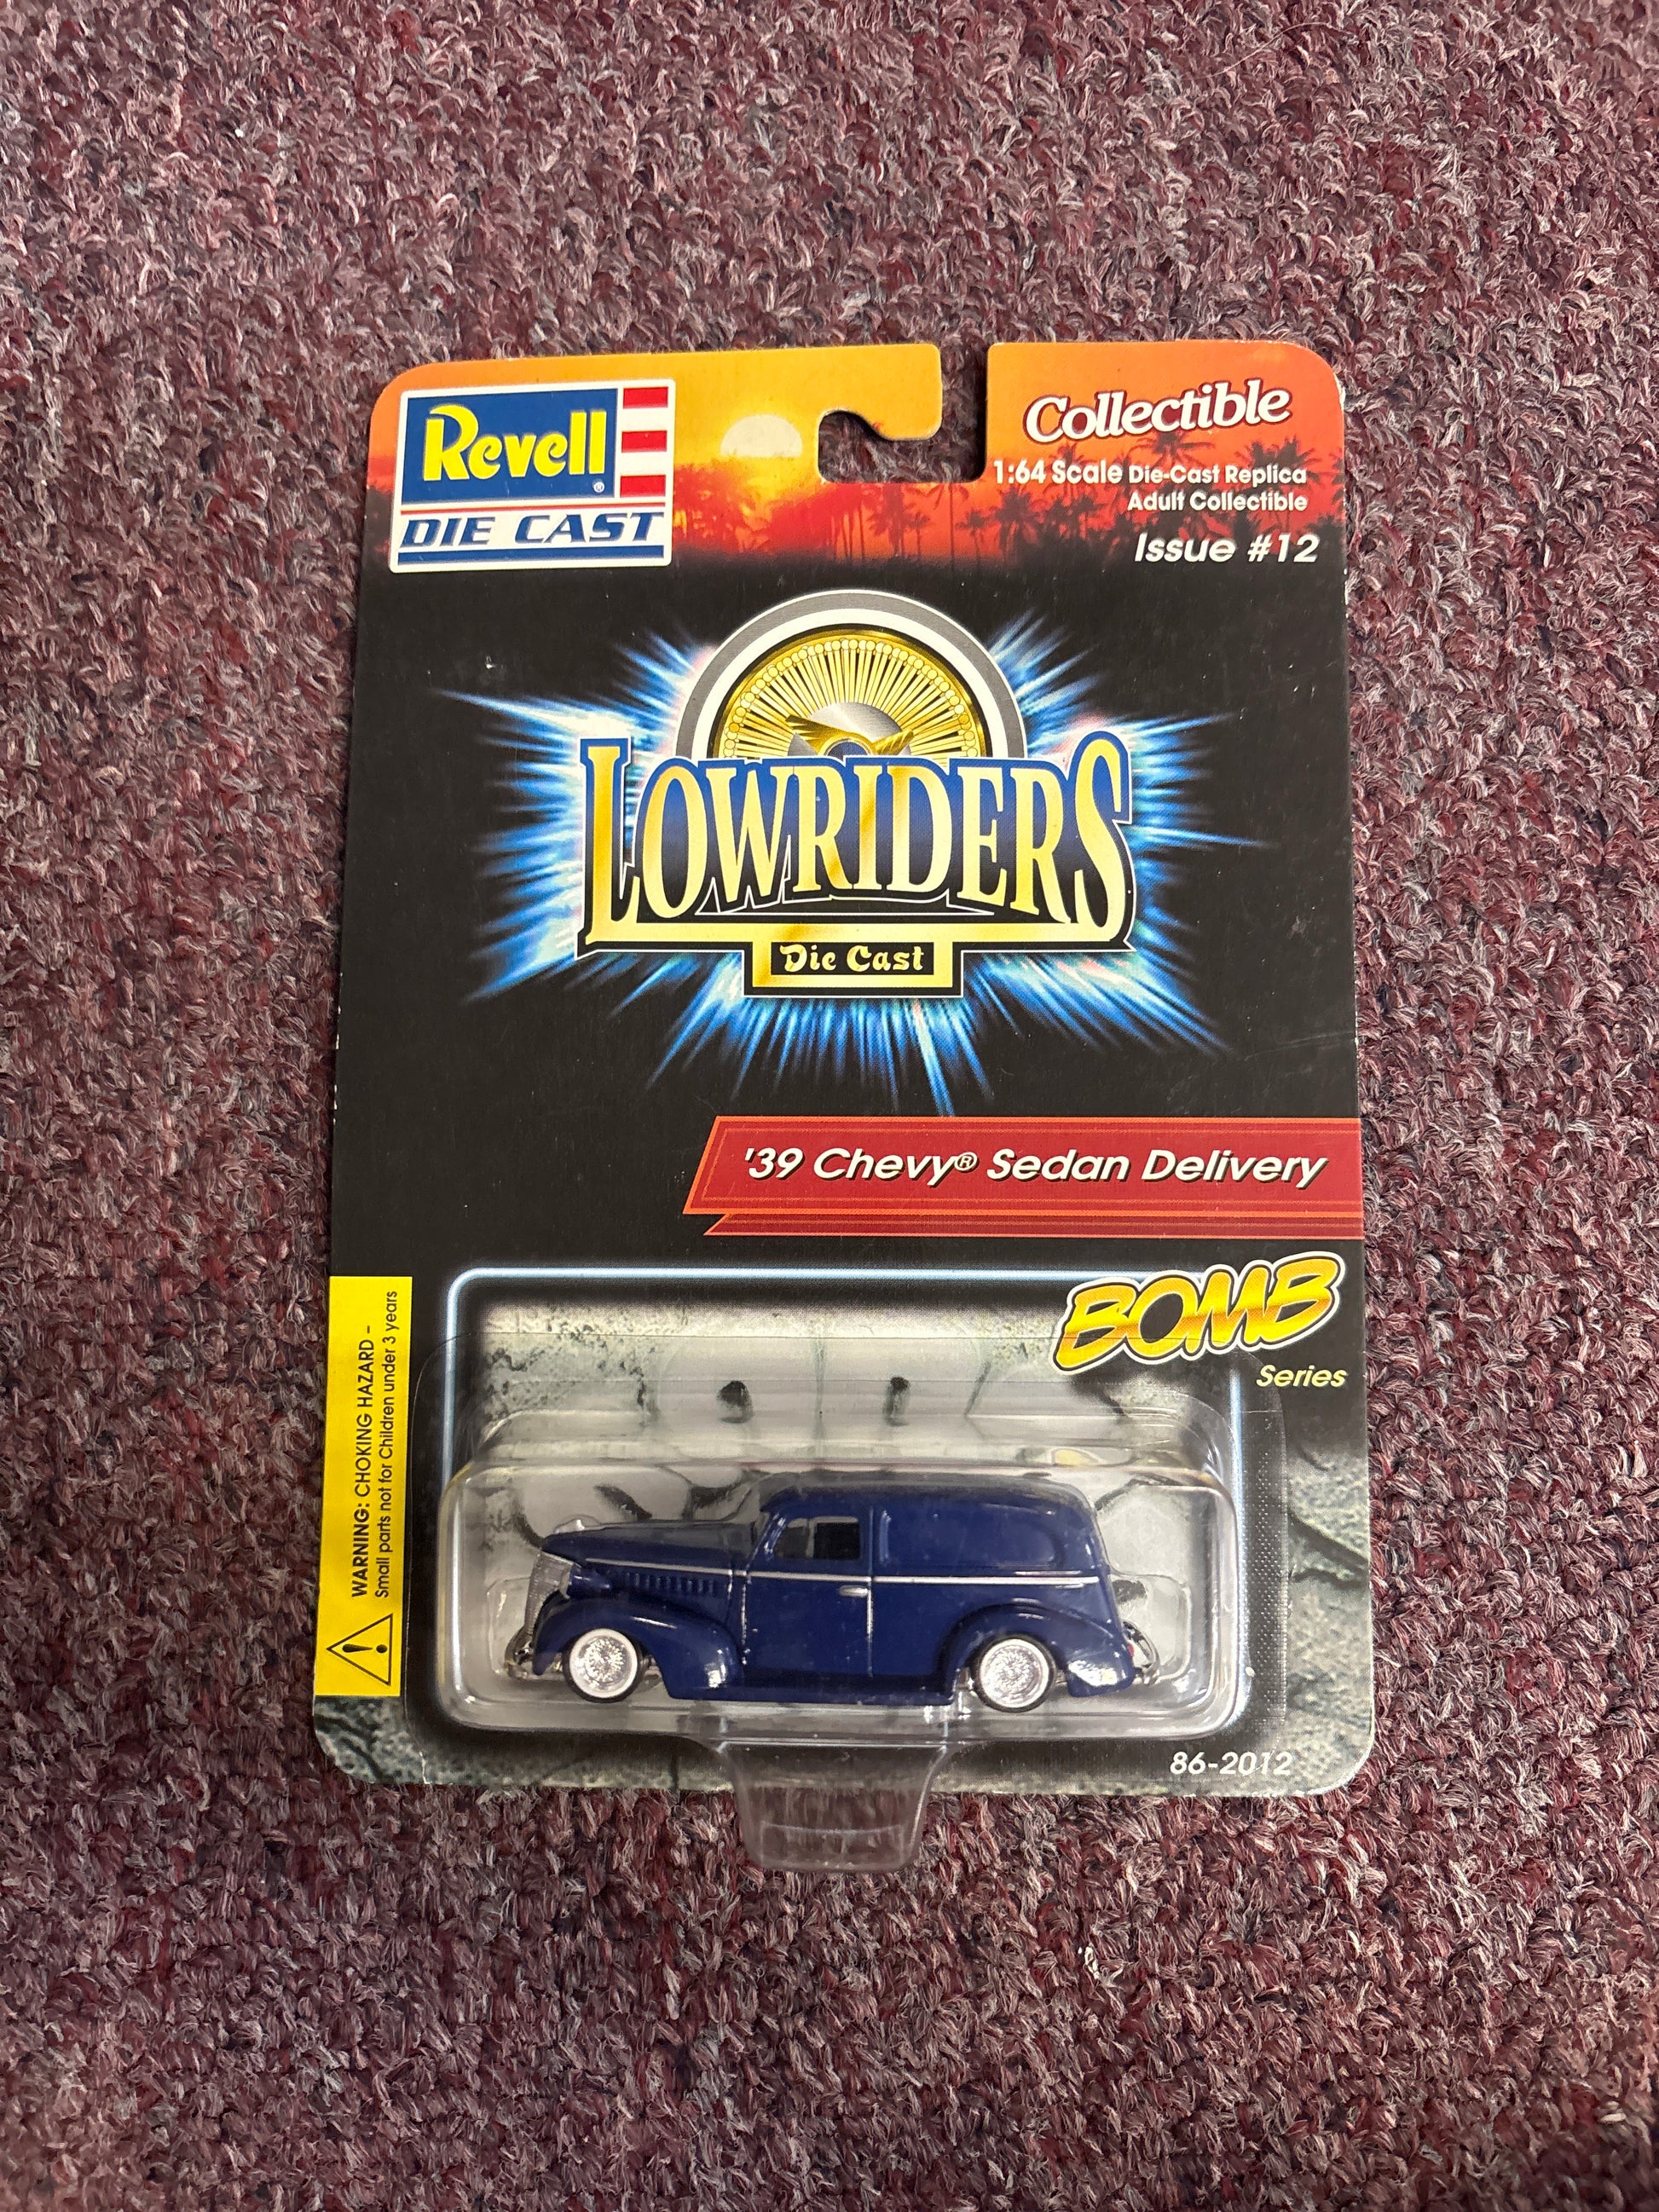 Revell®
DIE CAST
Collectible
1:64 Scale Die-Cast Replica
Adult Collectible
Issue #12
LOWRIDERS
Die Cast
'39 Chevy® Sedan Delivery
BOMB
Series
WARNING: CHOKING HAZARD –
Small parts not for Children under 3 years
86-2012